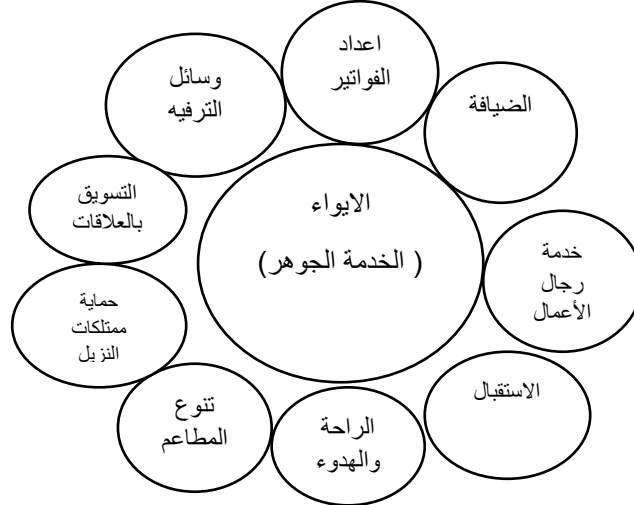 اعداد
الفواتير
الضيافة
خدمة
رجال
الأعمال
الاستقبال
الراحة
والهدوء
تنوع
المطاعم
حماية
ممتلكات
النزيل
التسويق
بالعلاقات
وسائل
الترفيه
الايواء
( الخدمة الجوهر)